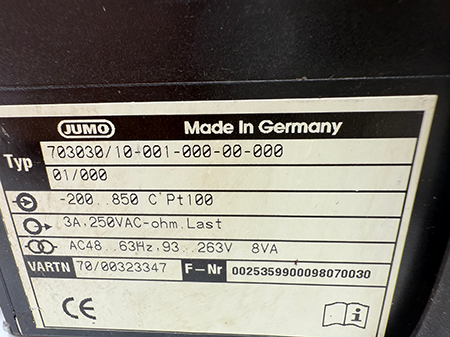 JUMO Made In Germany
Typ 703030/10-001-000-00-000
01/000
-200..850 C°Pt100
3A,250VAC-ohm.Last
AC48..63Hz,93..263V 8VA
VARTN 70/00323347 F-Nr 0025359900098070030
CE
i